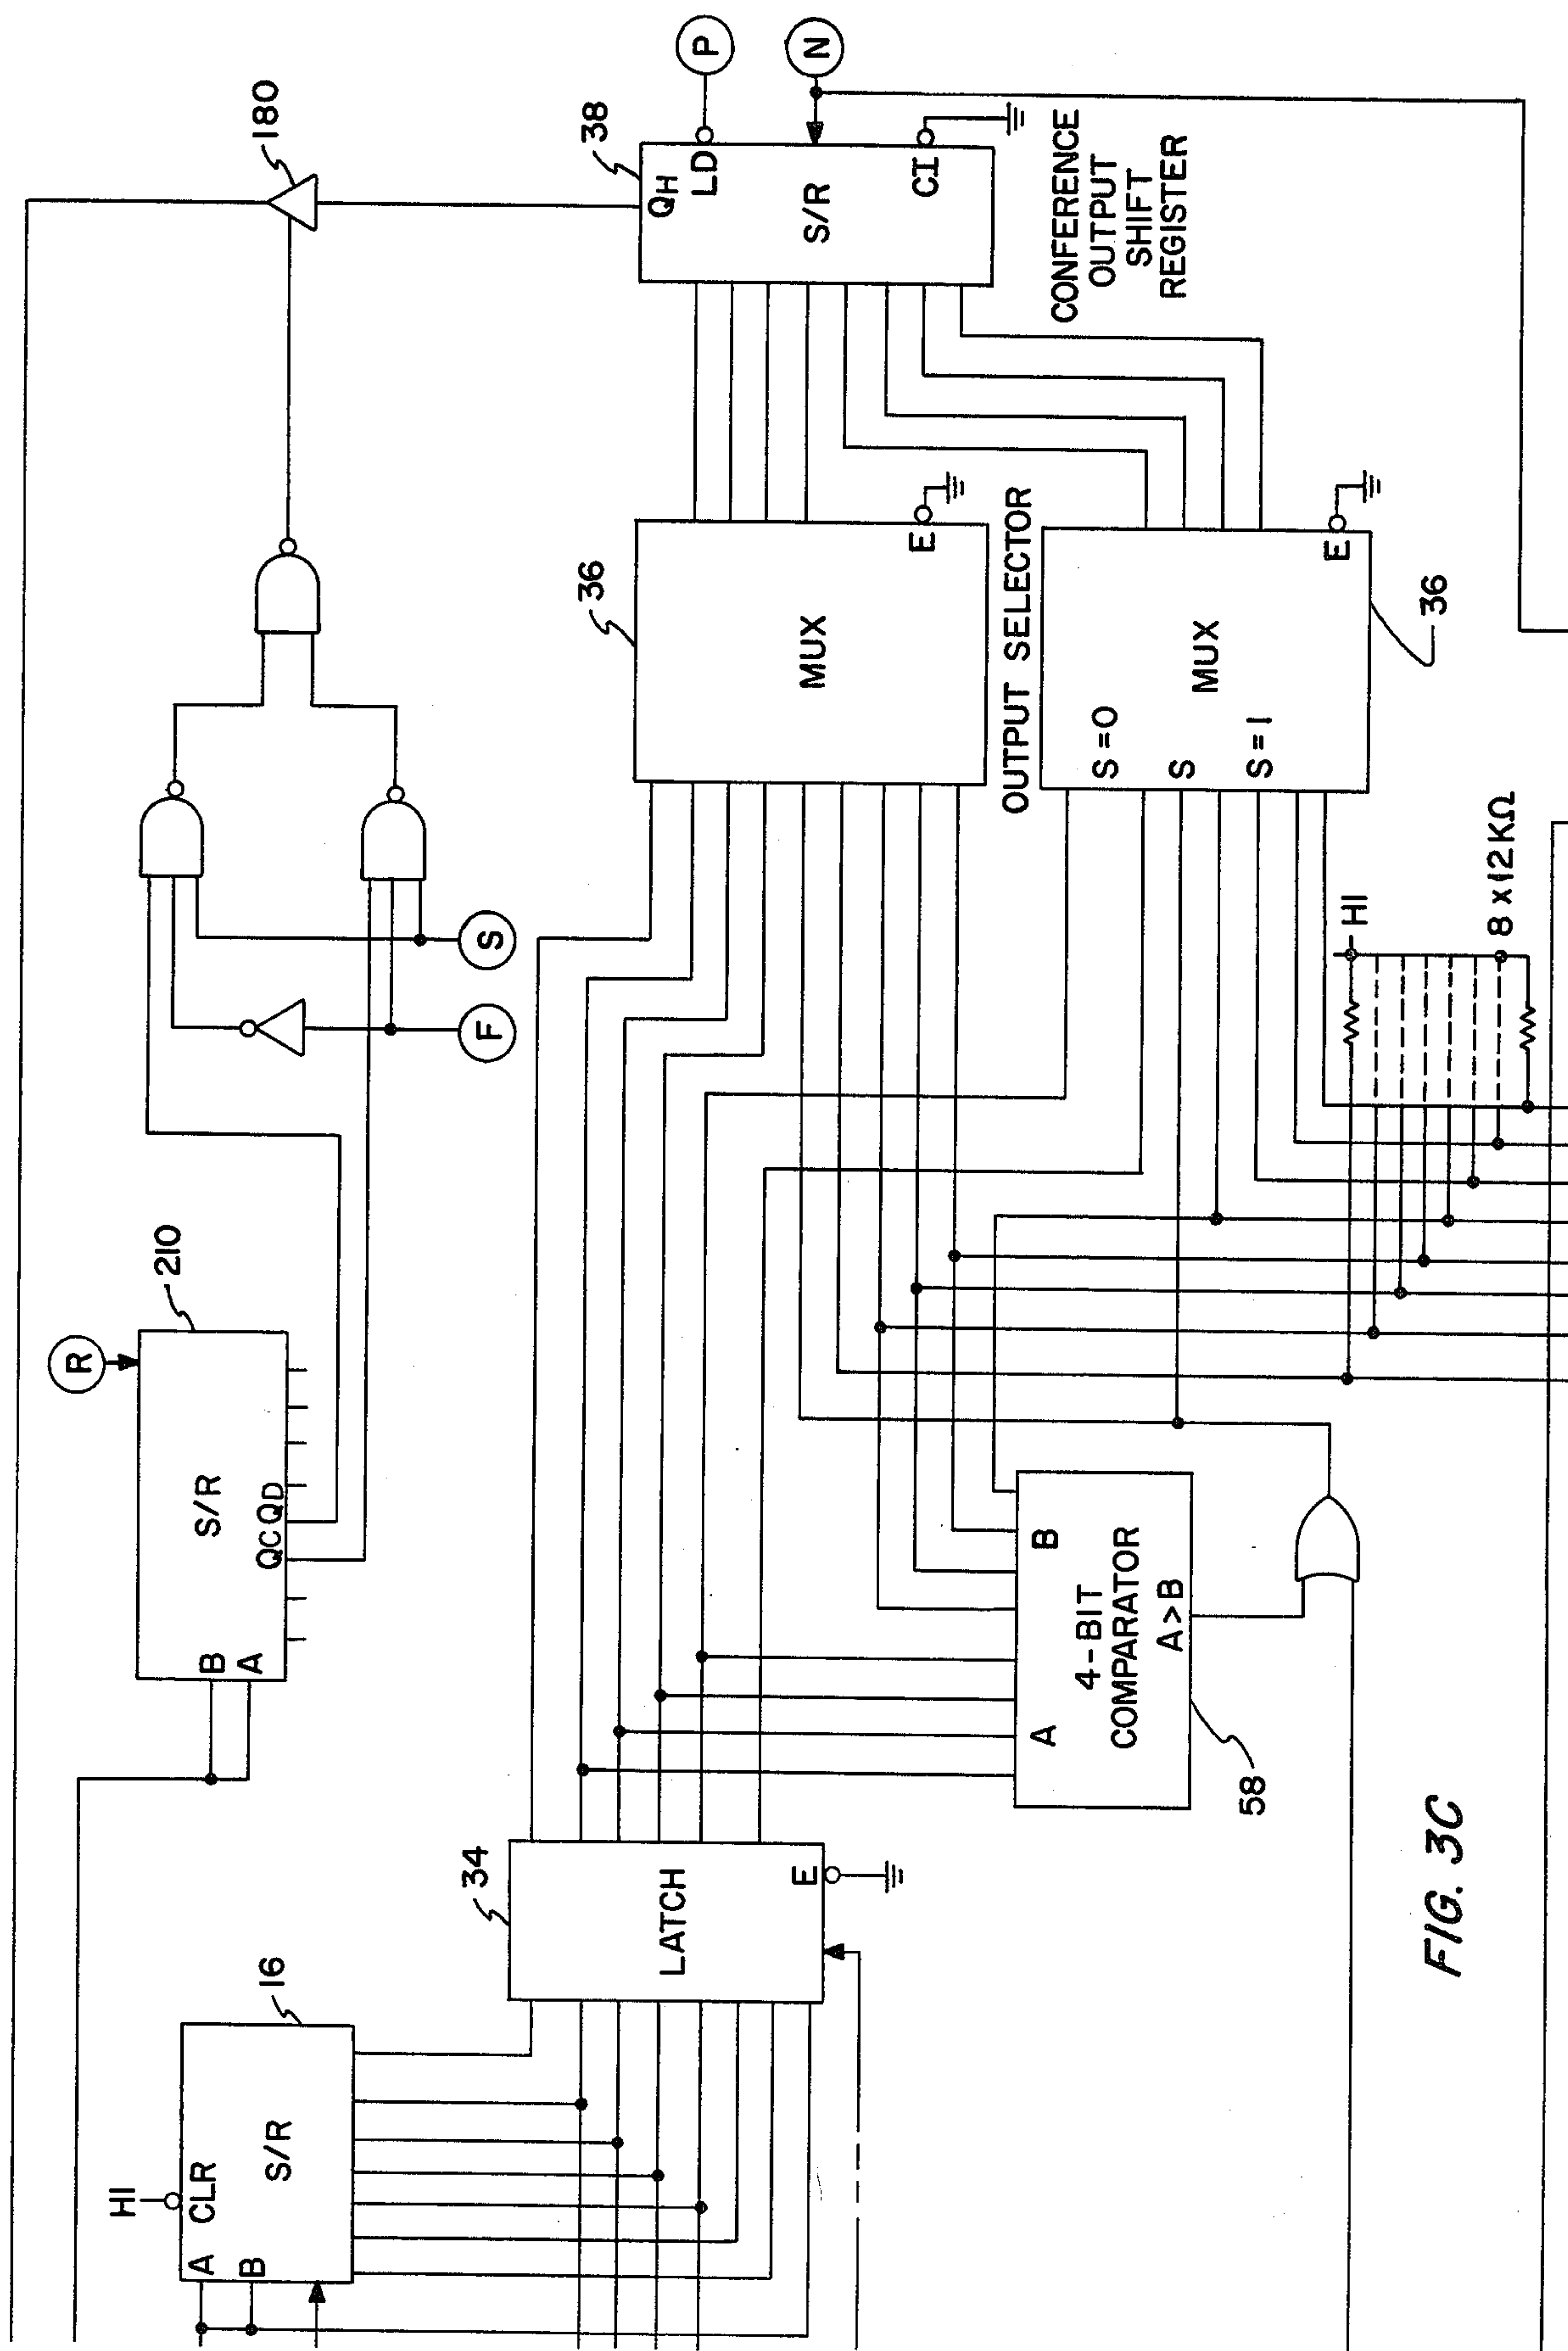 HI
A
CLR
B
S/R
16
LATCH
34
E
R
210
B
A
S/R
QC QD
F
S
180
A
B
4-BIT
COMPARATOR
A>B
58
36
MUX
E
OUTPUT SELECTOR
S=0
S
S=1
MUX
E
36
HI
8 x 12KΩ
38
QH
LD
S/R
CI
P
N
CONFERENCE
OUTPUT
SHIFT
REGISTER
FIG. 3C